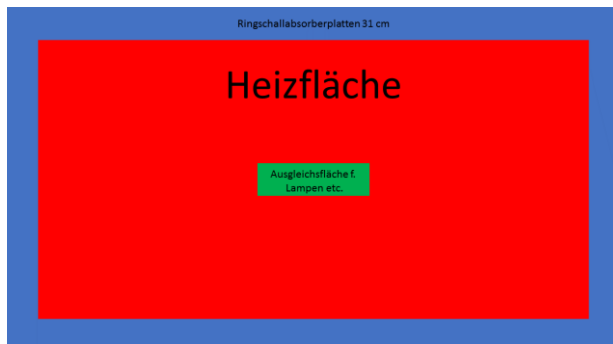 Ringschallabsorberplatten 31 cm
Heizfläche
Ausgleichsfläche f.
Lampen etc.